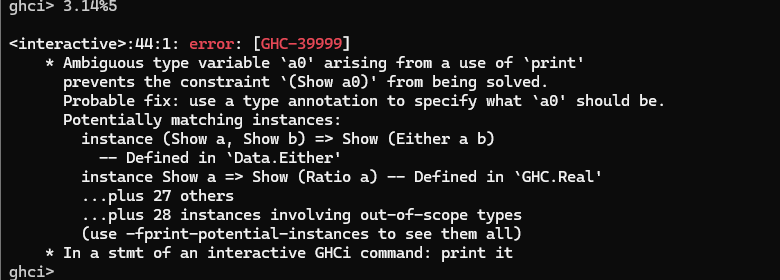 ghci> 3.14%5
<interactive>:44:1: error: [GHC-39999]
* Ambiguous type variable `a0' arising from a use of `print'
prevents the constraint `(Show a0)' from being solved.
Probable fix: use a type annotation to specify what `a0' should be.
Potentially matching instances:
instance (Show a, Show b) => Show (Either a b)
-- Defined in `Data.Either'
instance Show a => Show (Ratio a) -- Defined in `GHC.Real'
...plus 27 others
...plus 28 instances involving out-of-scope types
(use -fprint-potential-instances to see them all)
* In a stmt of an interactive GHCi command: print it
ghci>